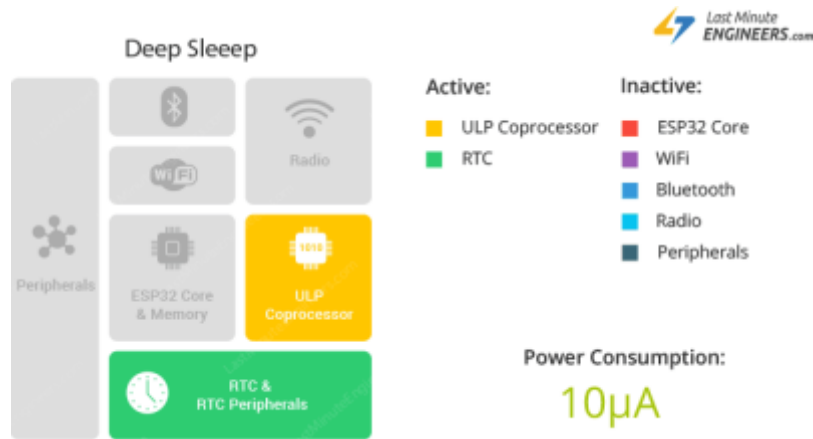 Last Minute
ENGINEERS.com
Deep Sleeep
Active:
Inactive:
ULP Coprocessor
RTC
ESP32 Core
WiFi
Bluetooth
Radio
Peripherals
Radio
WiFi
Peripherals
ESP32 Core
& Memory
1010
ULP
Coprocessor
RTC &
RTC Peripherals
Power Consumption:
10µA